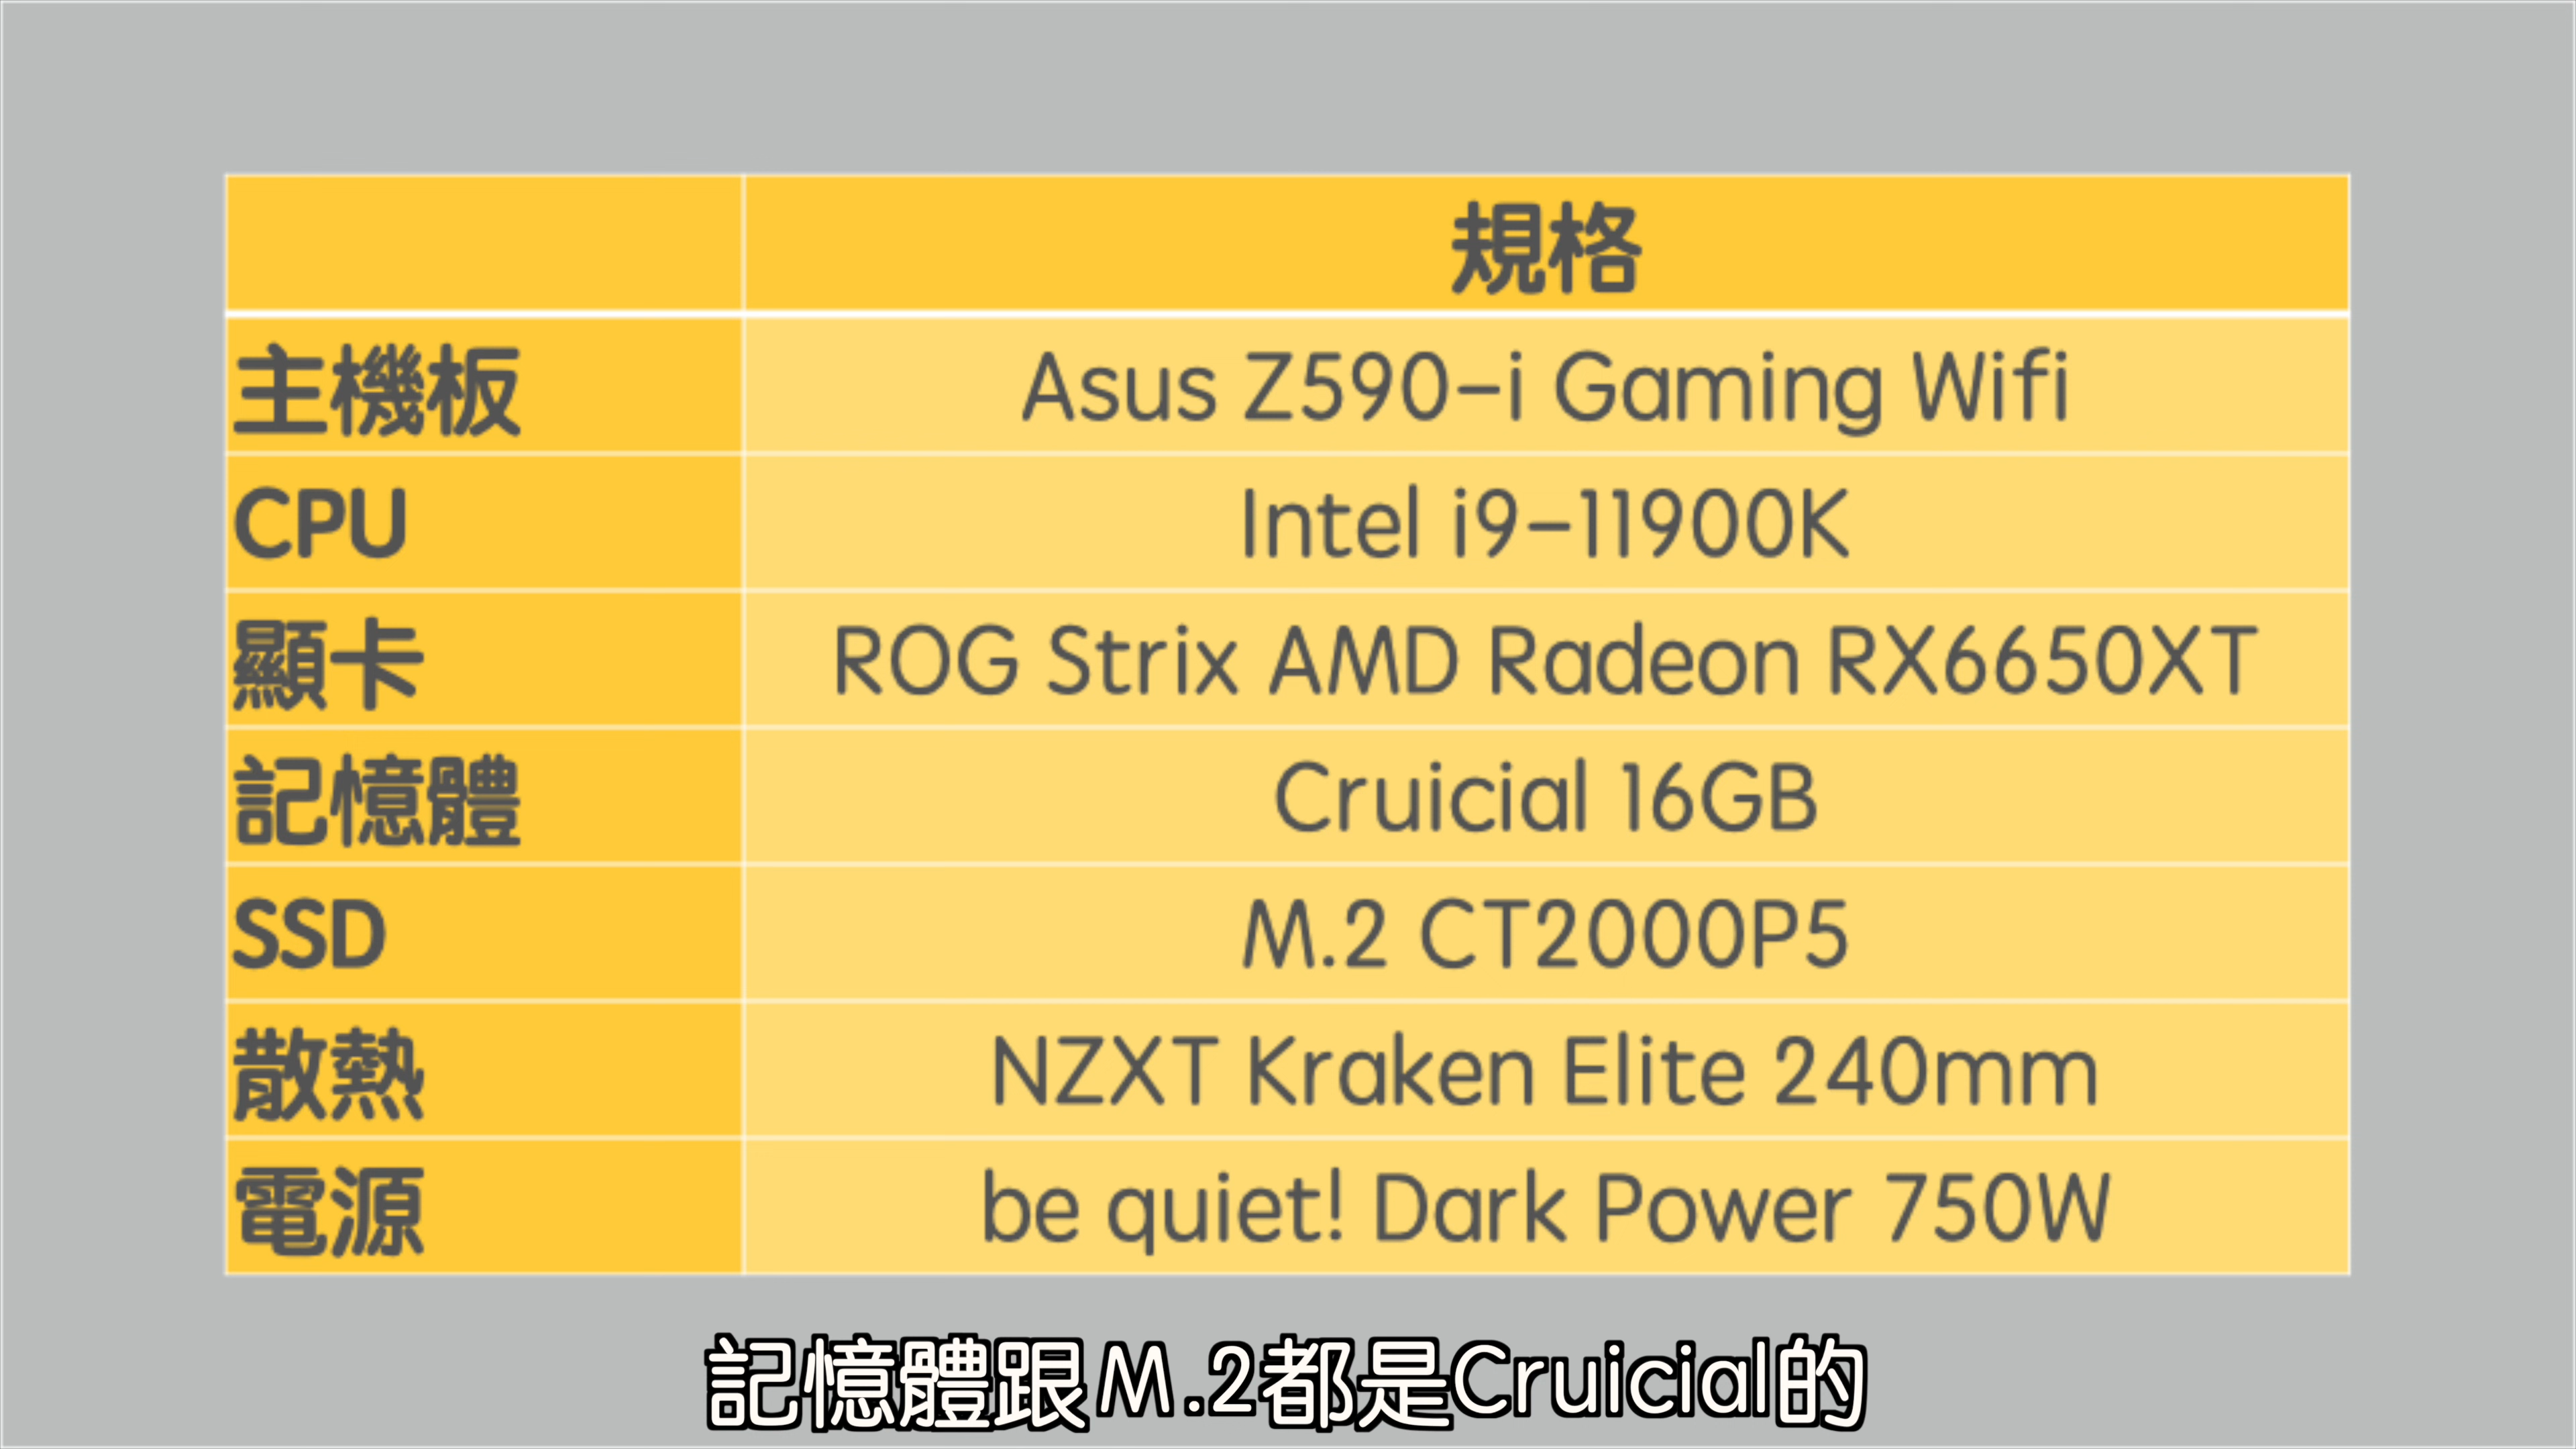 規格
主機板 Asus Z590-i Gaming Wifi
CPU Intel i9-11900K
顯卡 ROG Strix AMD Radeon RX6650XT
記憶體 Cruicial 16GB
SSD M.2 CT2000P5
散熱 NZXT Kraken Elite 240mm
電源 be quiet! Dark Power 750W
記憶體跟M.2都是Cruicial的